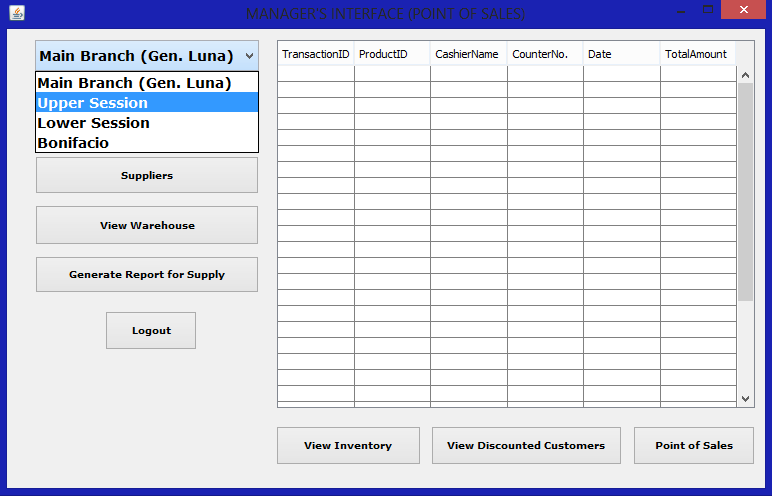 MANAGER'S INTERFACE (POINT OF SALES)
Main Branch (Gen. Luna)
Main Branch (Gen. Luna)
Upper Session
Lower Session
Bonifacio
Suppliers
View Warehouse
Generate Report for Supply
Logout
TransactionID ProductID CashierName CounterNo. Date TotalAmount
View Inventory View Discounted Customers Point of Sales